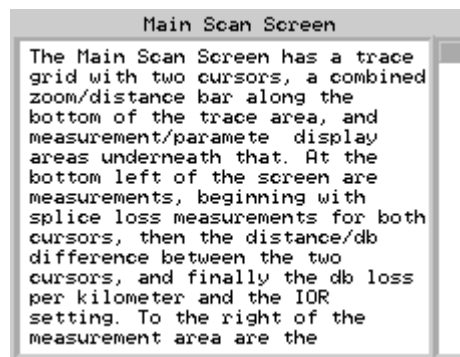 Main Scan Screen
The Main Scan Screen has a trace
grid with two cursors, a combined
zoom/distance bar along the
bottom of the trace area, and
measurement/paramete  display
areas underneath that. At the
bottom left of the screen are
measurements, beginning with
splice loss measurements for both
cursors, then the distance/db
difference between the two
cursors, and finally the db loss
per kilometer and the IOR
setting. To the right of the
measurement area are the